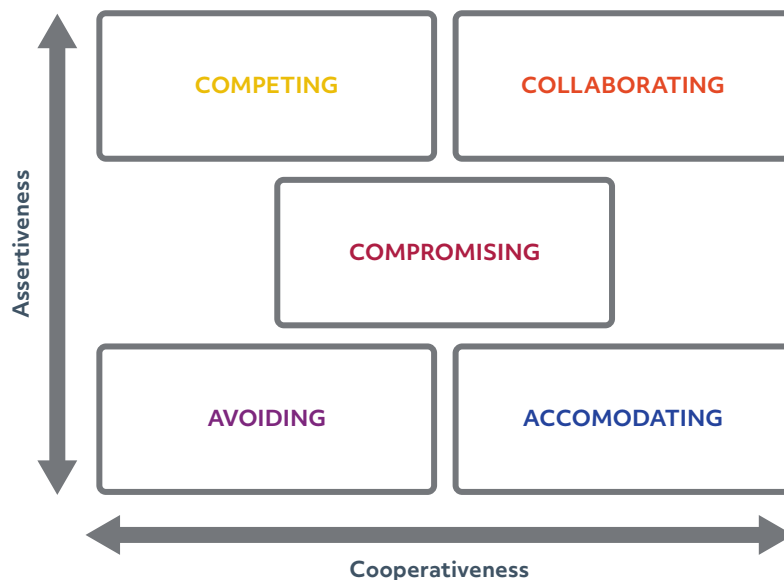 COMPETING
COLLABORATING
Assertiveness
COMPROMISING
AVOIDING
ACCOMODATING
Cooperativeness